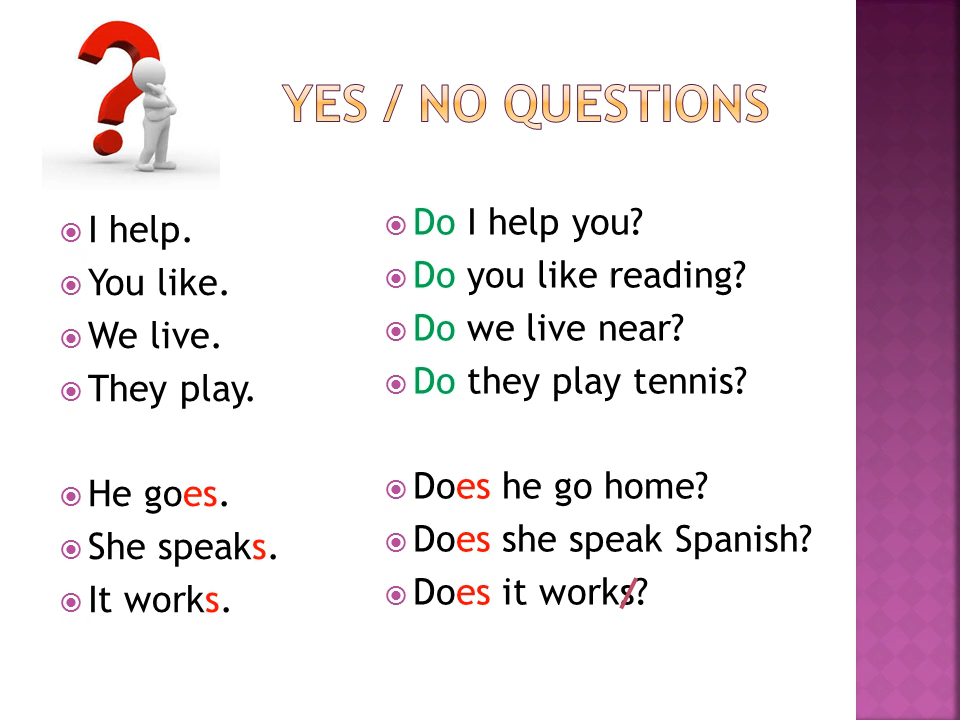 YES / NO QUESTIONS
I help.
You like.
We live.
They play.
He goes.
She speaks.
It works.
Do I help you?
Do you like reading?
Do we live near?
Do they play tennis?
Does he go home?
Does she speak Spanish?
Does it works?